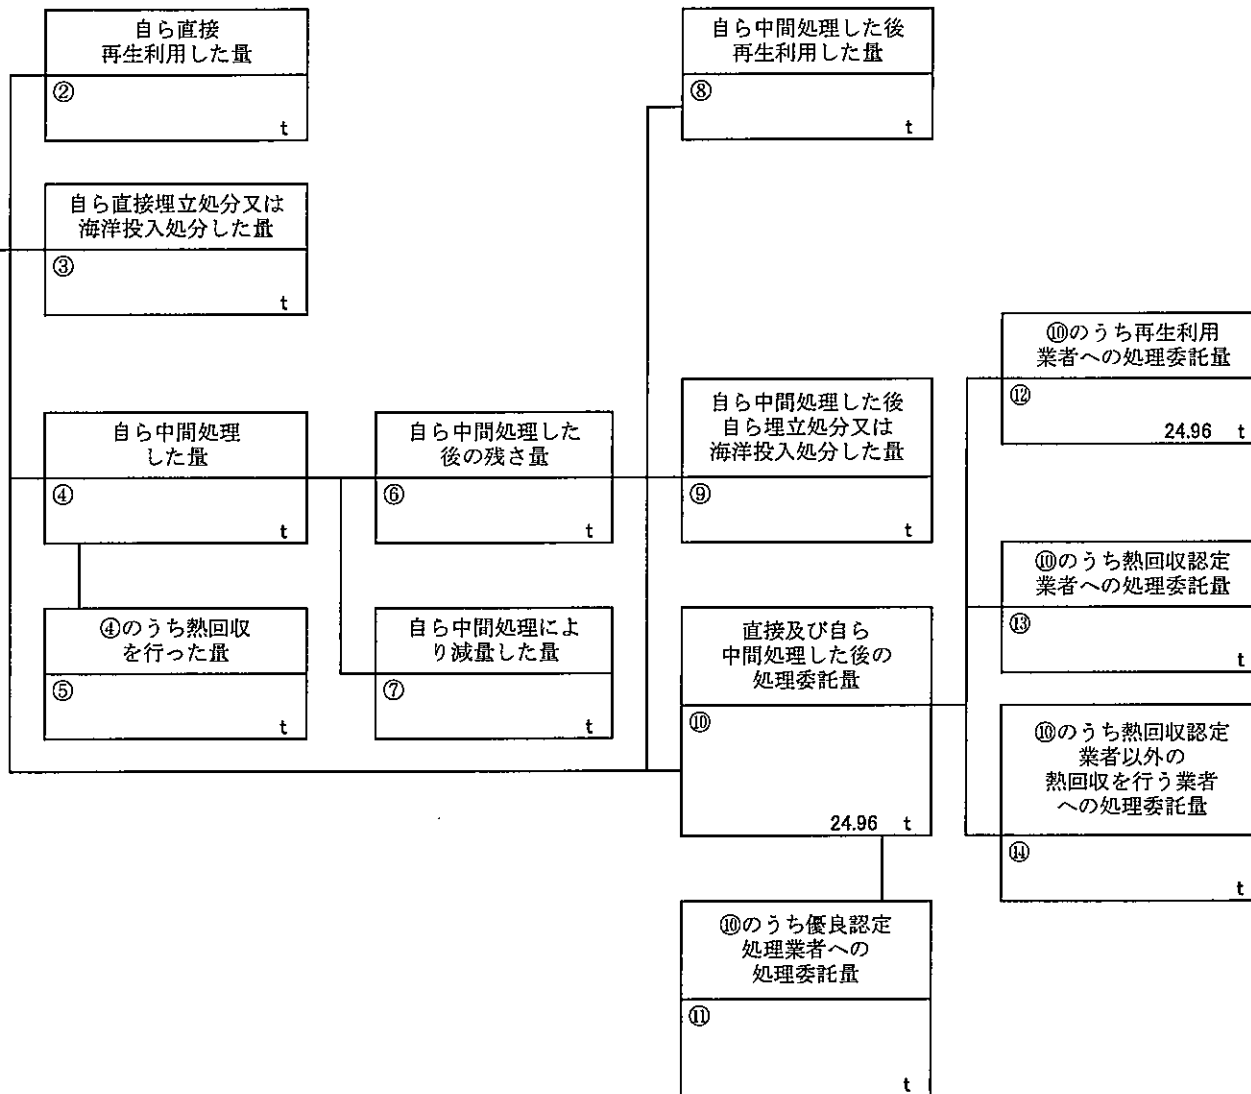 自ら直接
再生利用した量
②
t
自ら中間処理した後
再生利用した量
⑧
t
自ら直接埋立処分又は
海洋投入処分した量
③
t
⑩のうち再生利用
業者への処理委託量
⑫
24.96 t
自ら中間処理
した量
④
t
自ら中間処理した
後の残さ量
⑥
t
自ら中間処理した後
自ら埋立処分又は
海洋投入処分した量
⑨
t
⑩のうち熱回収認定
業者への処理委託量
⑬
t
④のうち熱回収
を行った量
⑤
t
自ら中間処理によ
り減量した量
⑦
t
直接及び自ら
中間処理した後の
処理委託量
⑩
24.96 t
⑩のうち熱回収認定
業者以外の
熱回収を行う業者
への処理委託量
⑭
t
⑩のうち優良認定
処理業者への
処理委託量
⑪
t